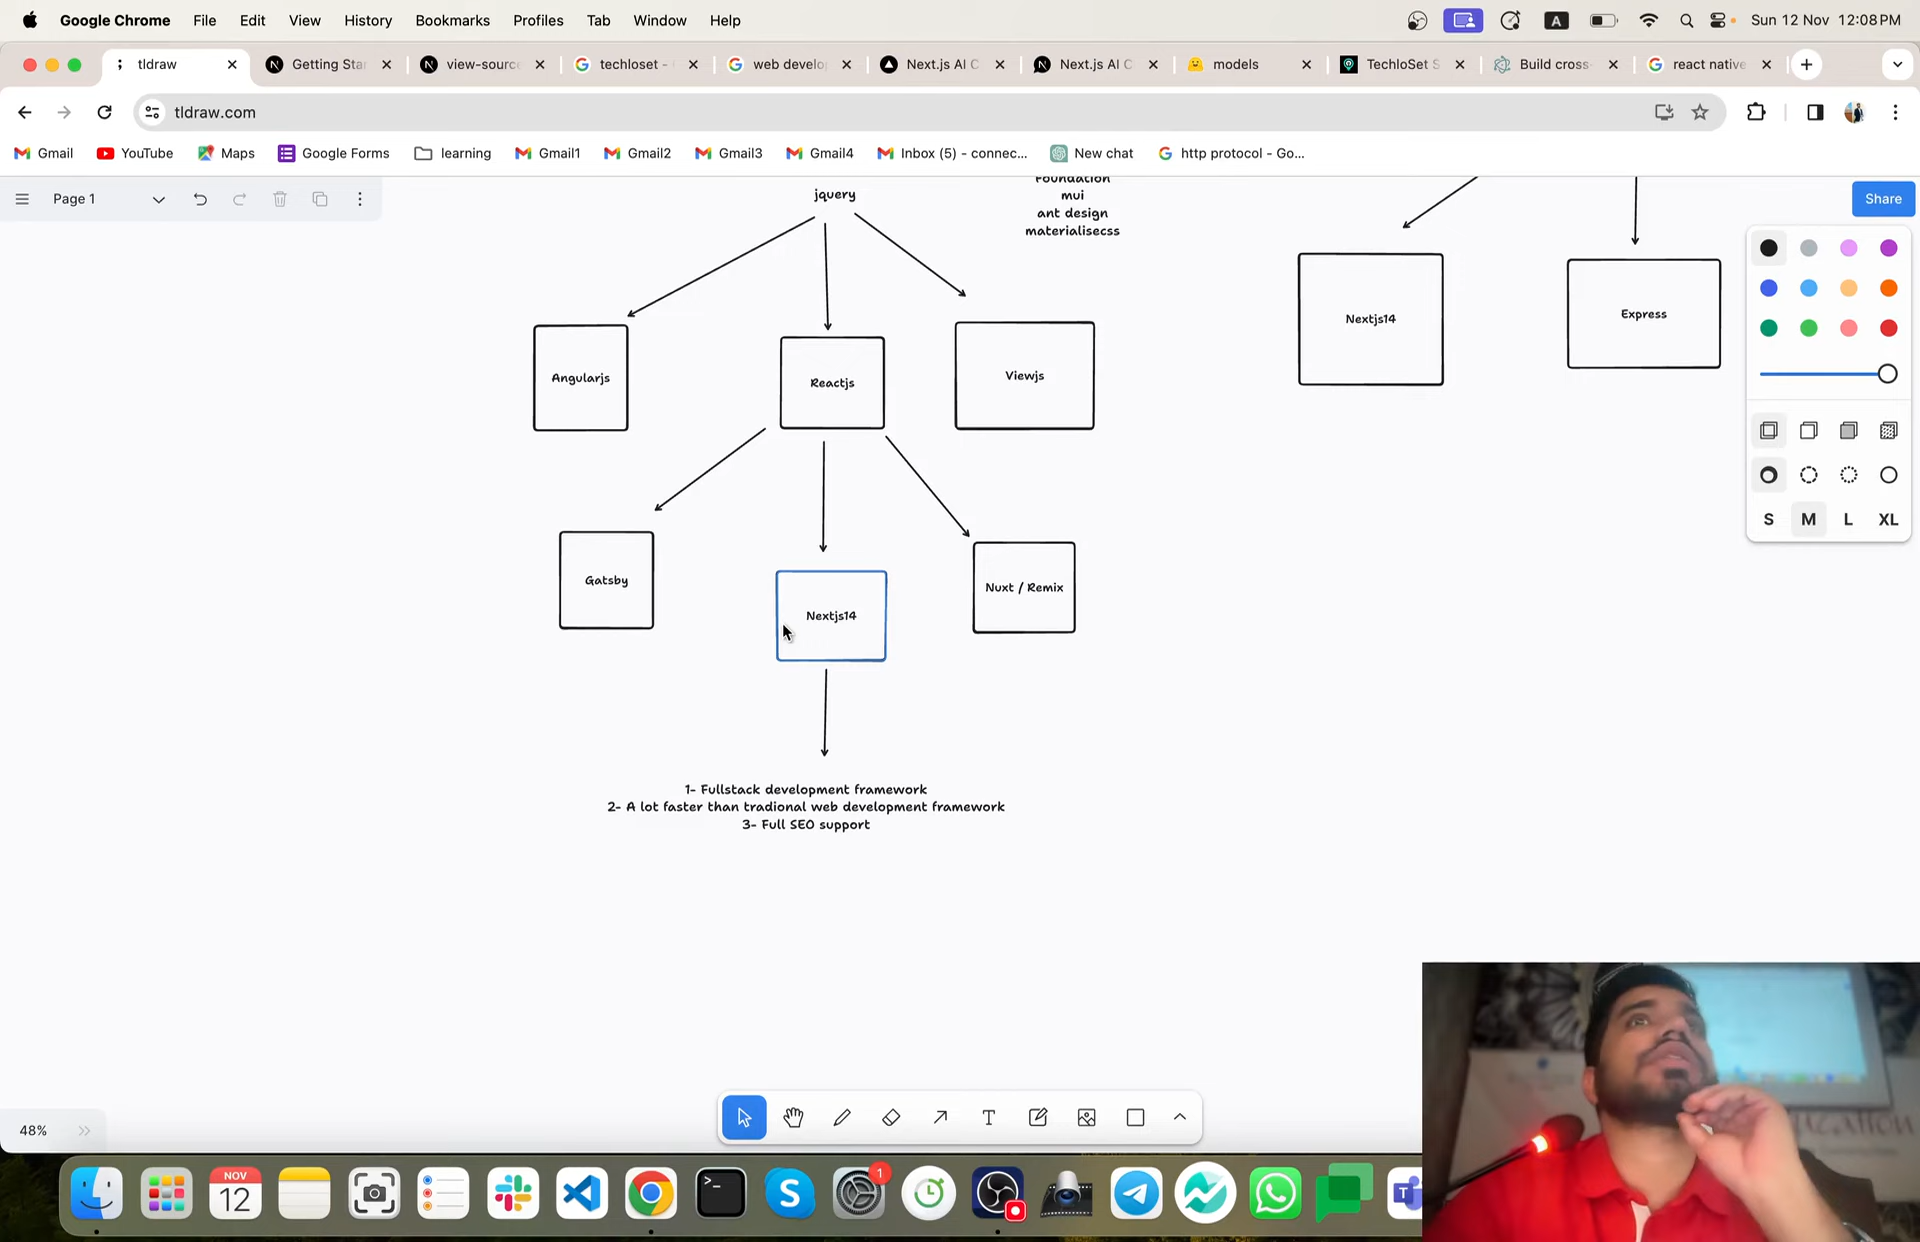 Google Chrome File Edit View History Bookmarks Profiles Tab Window Help A Sun 12 Nov 12:08 PM
tldraw Getting Sta view-sourc techloset - web develo Next.js AI C Next.js AI C models TechloSet S Build cross react native
tldraw.com
Gmail YouTube Maps Google Forms learning Gmail1 Gmail2 Gmail3 Gmail4 Inbox (5) - connec... New chat http protocol - Go...
Page 1 Share
jquery
Foundation
mui
ant design
materialisecss
Angularjs
Reactjs
Viewjs
Nextjs14
Express
S M L XL
Gatsby
Nextjs14
Nuxt / Remix
1- Fullstack development framework
2- A lot faster than tradional web development framework
3- Full SEO support
48%
T
NOV
12
S
1